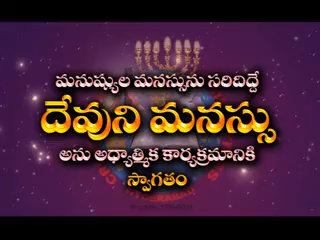 మనుష్యుల మనస్సును సరిదిద్దే
దేవుని మనస్సు
అను అధ్యాత్మిక కార్యక్రమానికి
స్వాగతం